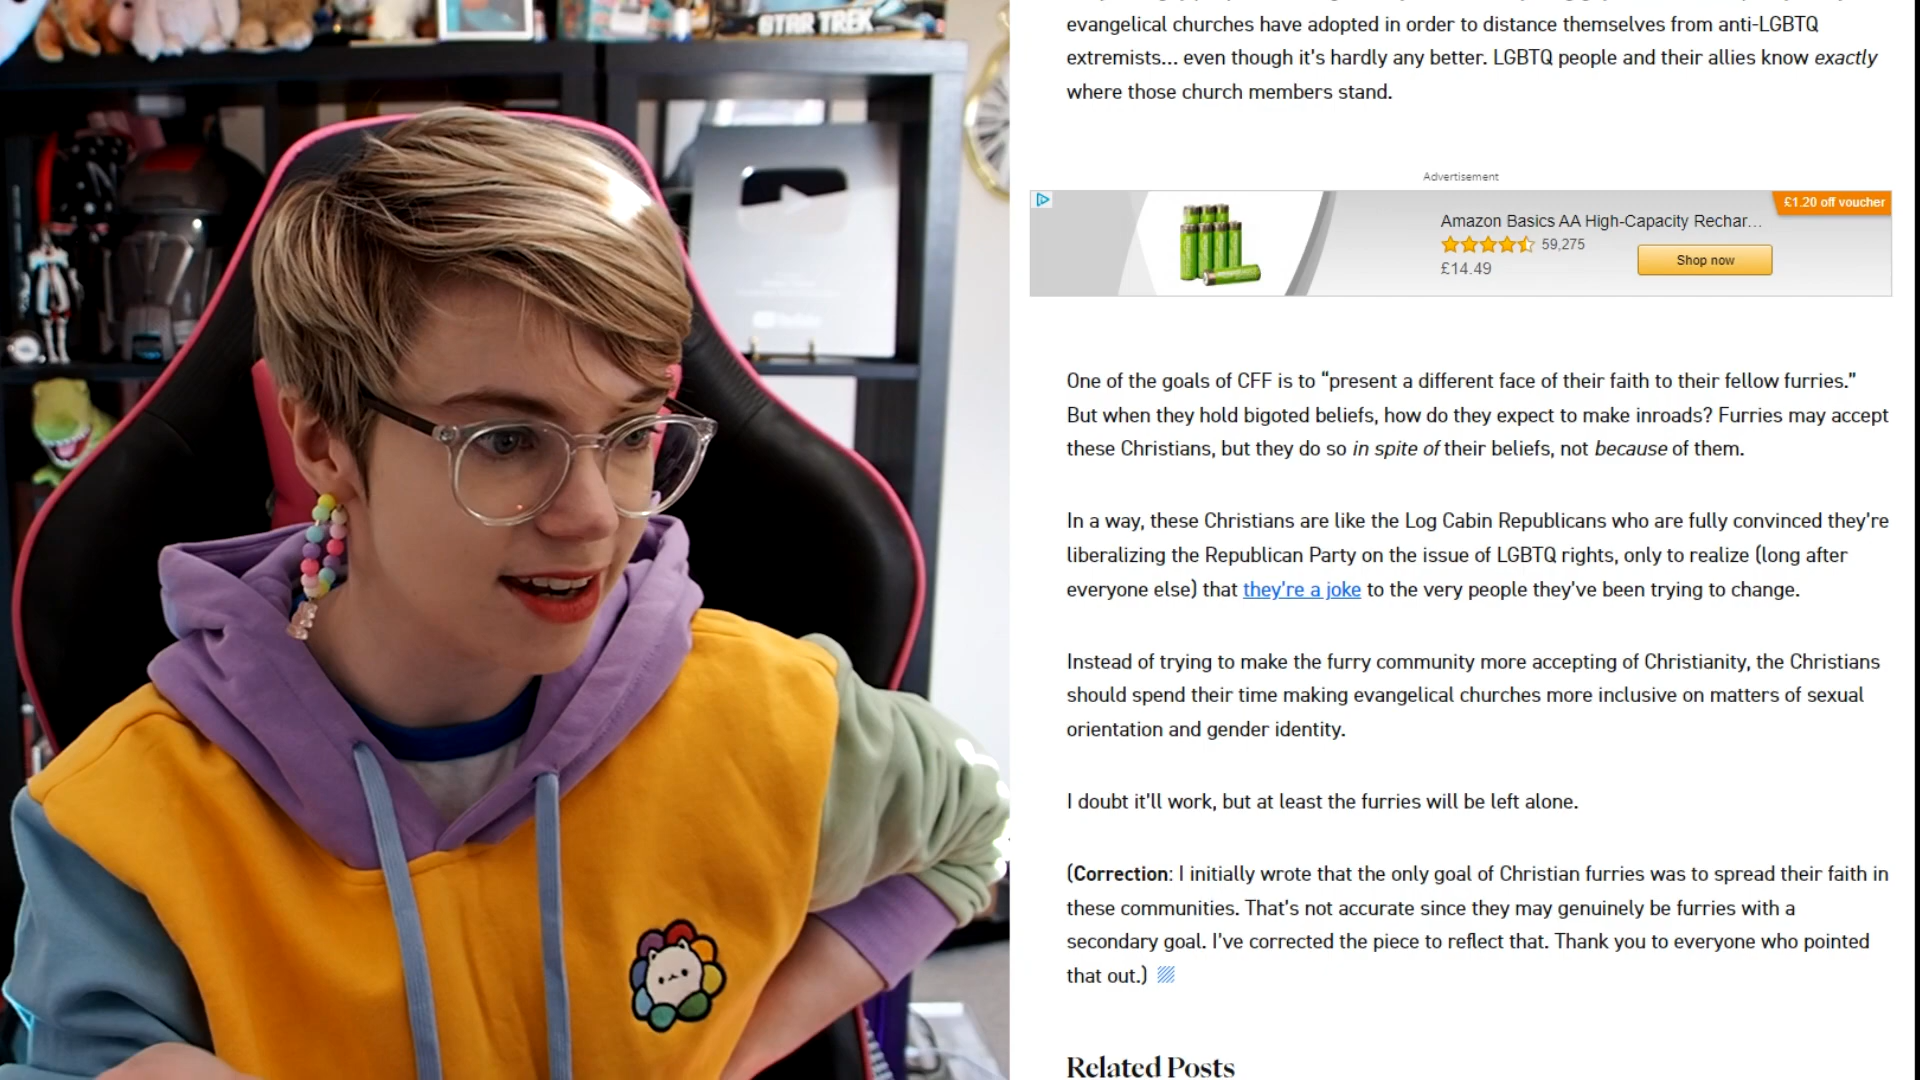 STAR TREK
evangelical churches have adopted in order to distance themselves from anti-LGBTQ
extremists... even though it's hardly any better. LGBTQ people and their allies know exactly
where those church members stand.
Advertisement
£1.20 off voucher
Amazon Basics AA High-Capacity Rechar...
59,275
Shop now
£14.49
One of the goals of CFF is to “present a different face of their faith to their fellow furries.”
But when they hold bigoted beliefs, how do they expect to make inroads? Furries may accept
these Christians, but they do so in spite of their beliefs, not because of them.
In a way, these Christians are like the Log Cabin Republicans who are fully convinced they're
liberalizing the Republican Party on the issue of LGBTQ rights, only to realize (long after
everyone else) that they're a joke to the very people they've been trying to change.
Instead of trying to make the furry community more accepting of Christianity, the Christians
should spend their time making evangelical churches more inclusive on matters of sexual
orientation and gender identity.
I doubt it'll work, but at least the furries will be left alone.
(Correction: I initially wrote that the only goal of Christian furries was to spread their faith in
these communities. That's not accurate since they may genuinely be furries with a
secondary goal. I've corrected the piece to reflect that. Thank you to everyone who pointed
that out.)
Related Posts